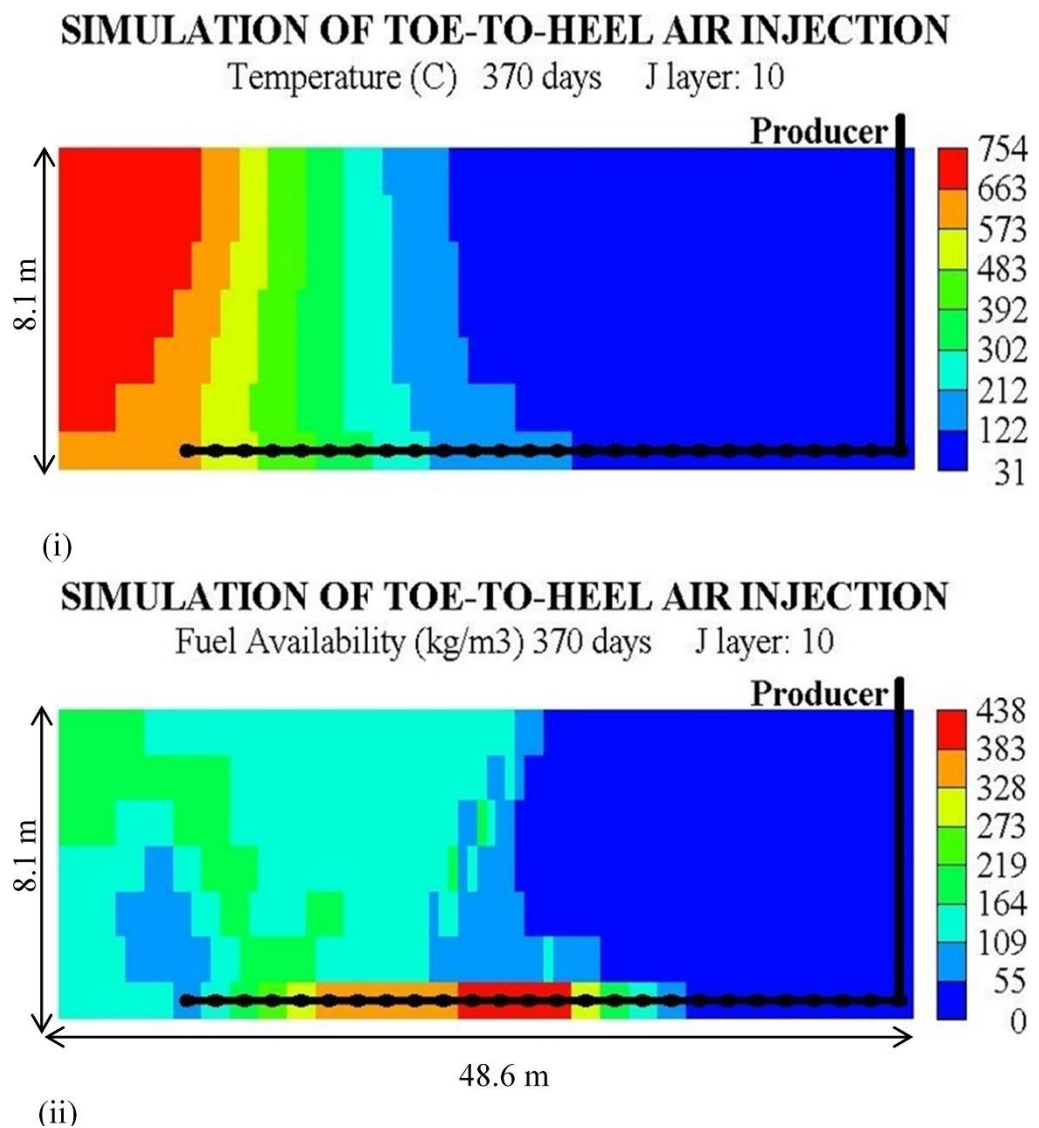 SIMULATION OF TOE-TO-HEEL AIR INJECTION
Temperature (C) 370 days J layer: 10
Producer
754
663
573
483
392
302
212
122
31
8.1 m
(i)
SIMULATION OF TOE-TO-HEEL AIR INJECTION
Fuel Availability (kg/m3) 370 days J layer: 10
Producer
438
383
328
273
219
164
109
55
0
8.1 m
48.6 m
(ii)